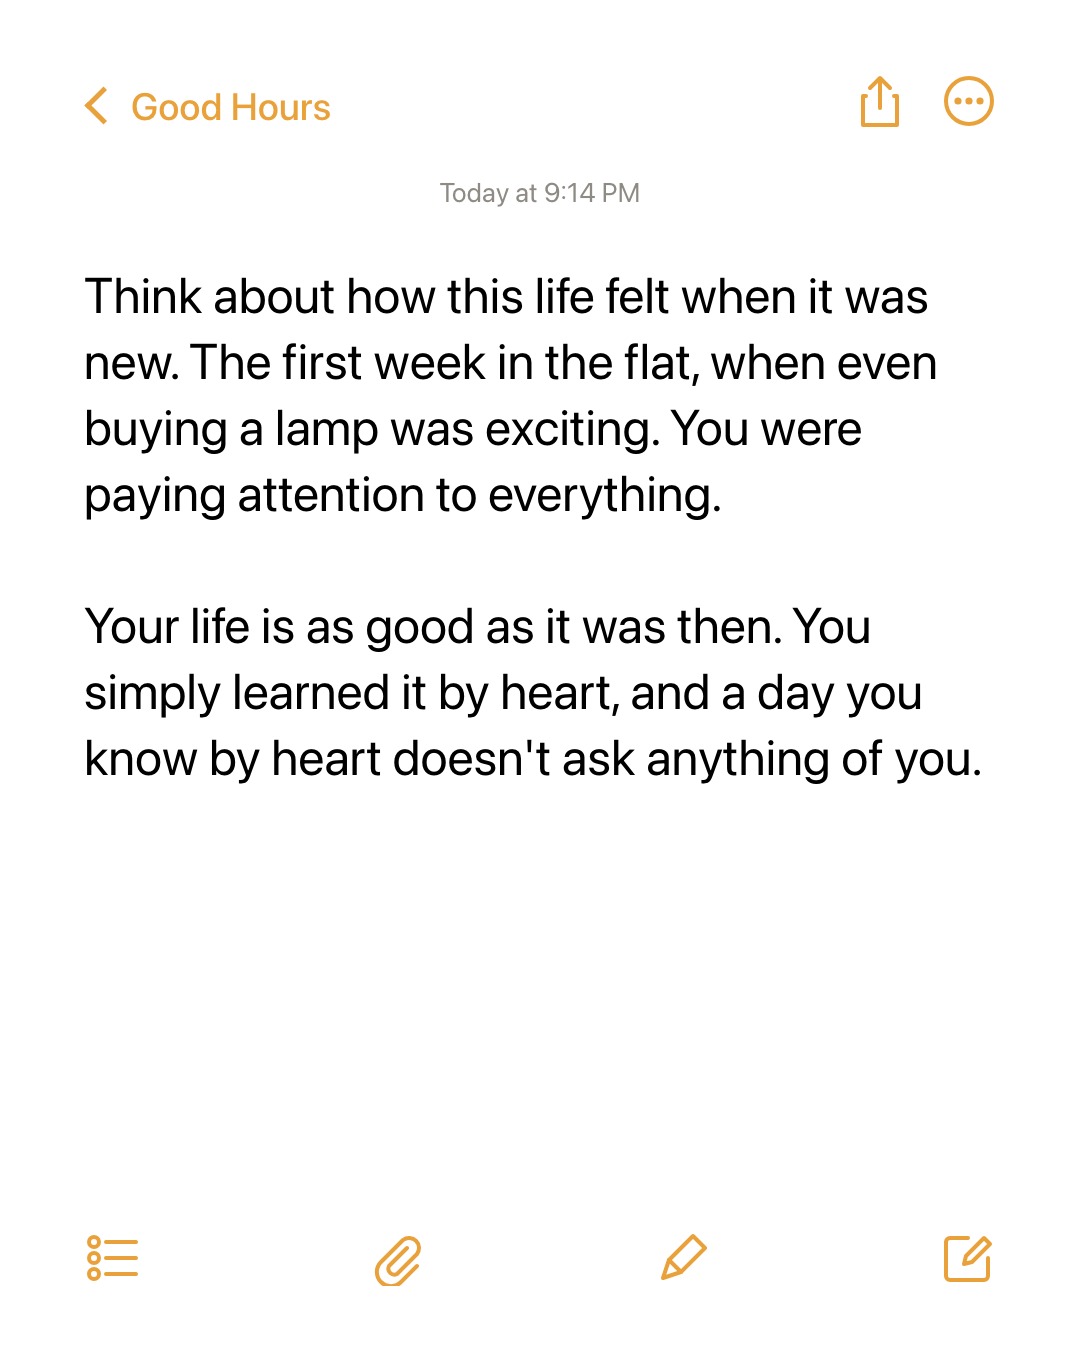 Good Hours
Today at 9:14 PM
Think about how this life felt when it was
new. The first week in the flat, when even
buying a lamp was exciting. You were
paying attention to everything.
Your life is as good as it was then. You
simply learned it by heart, and a day you
know by heart doesn't ask anything of you.